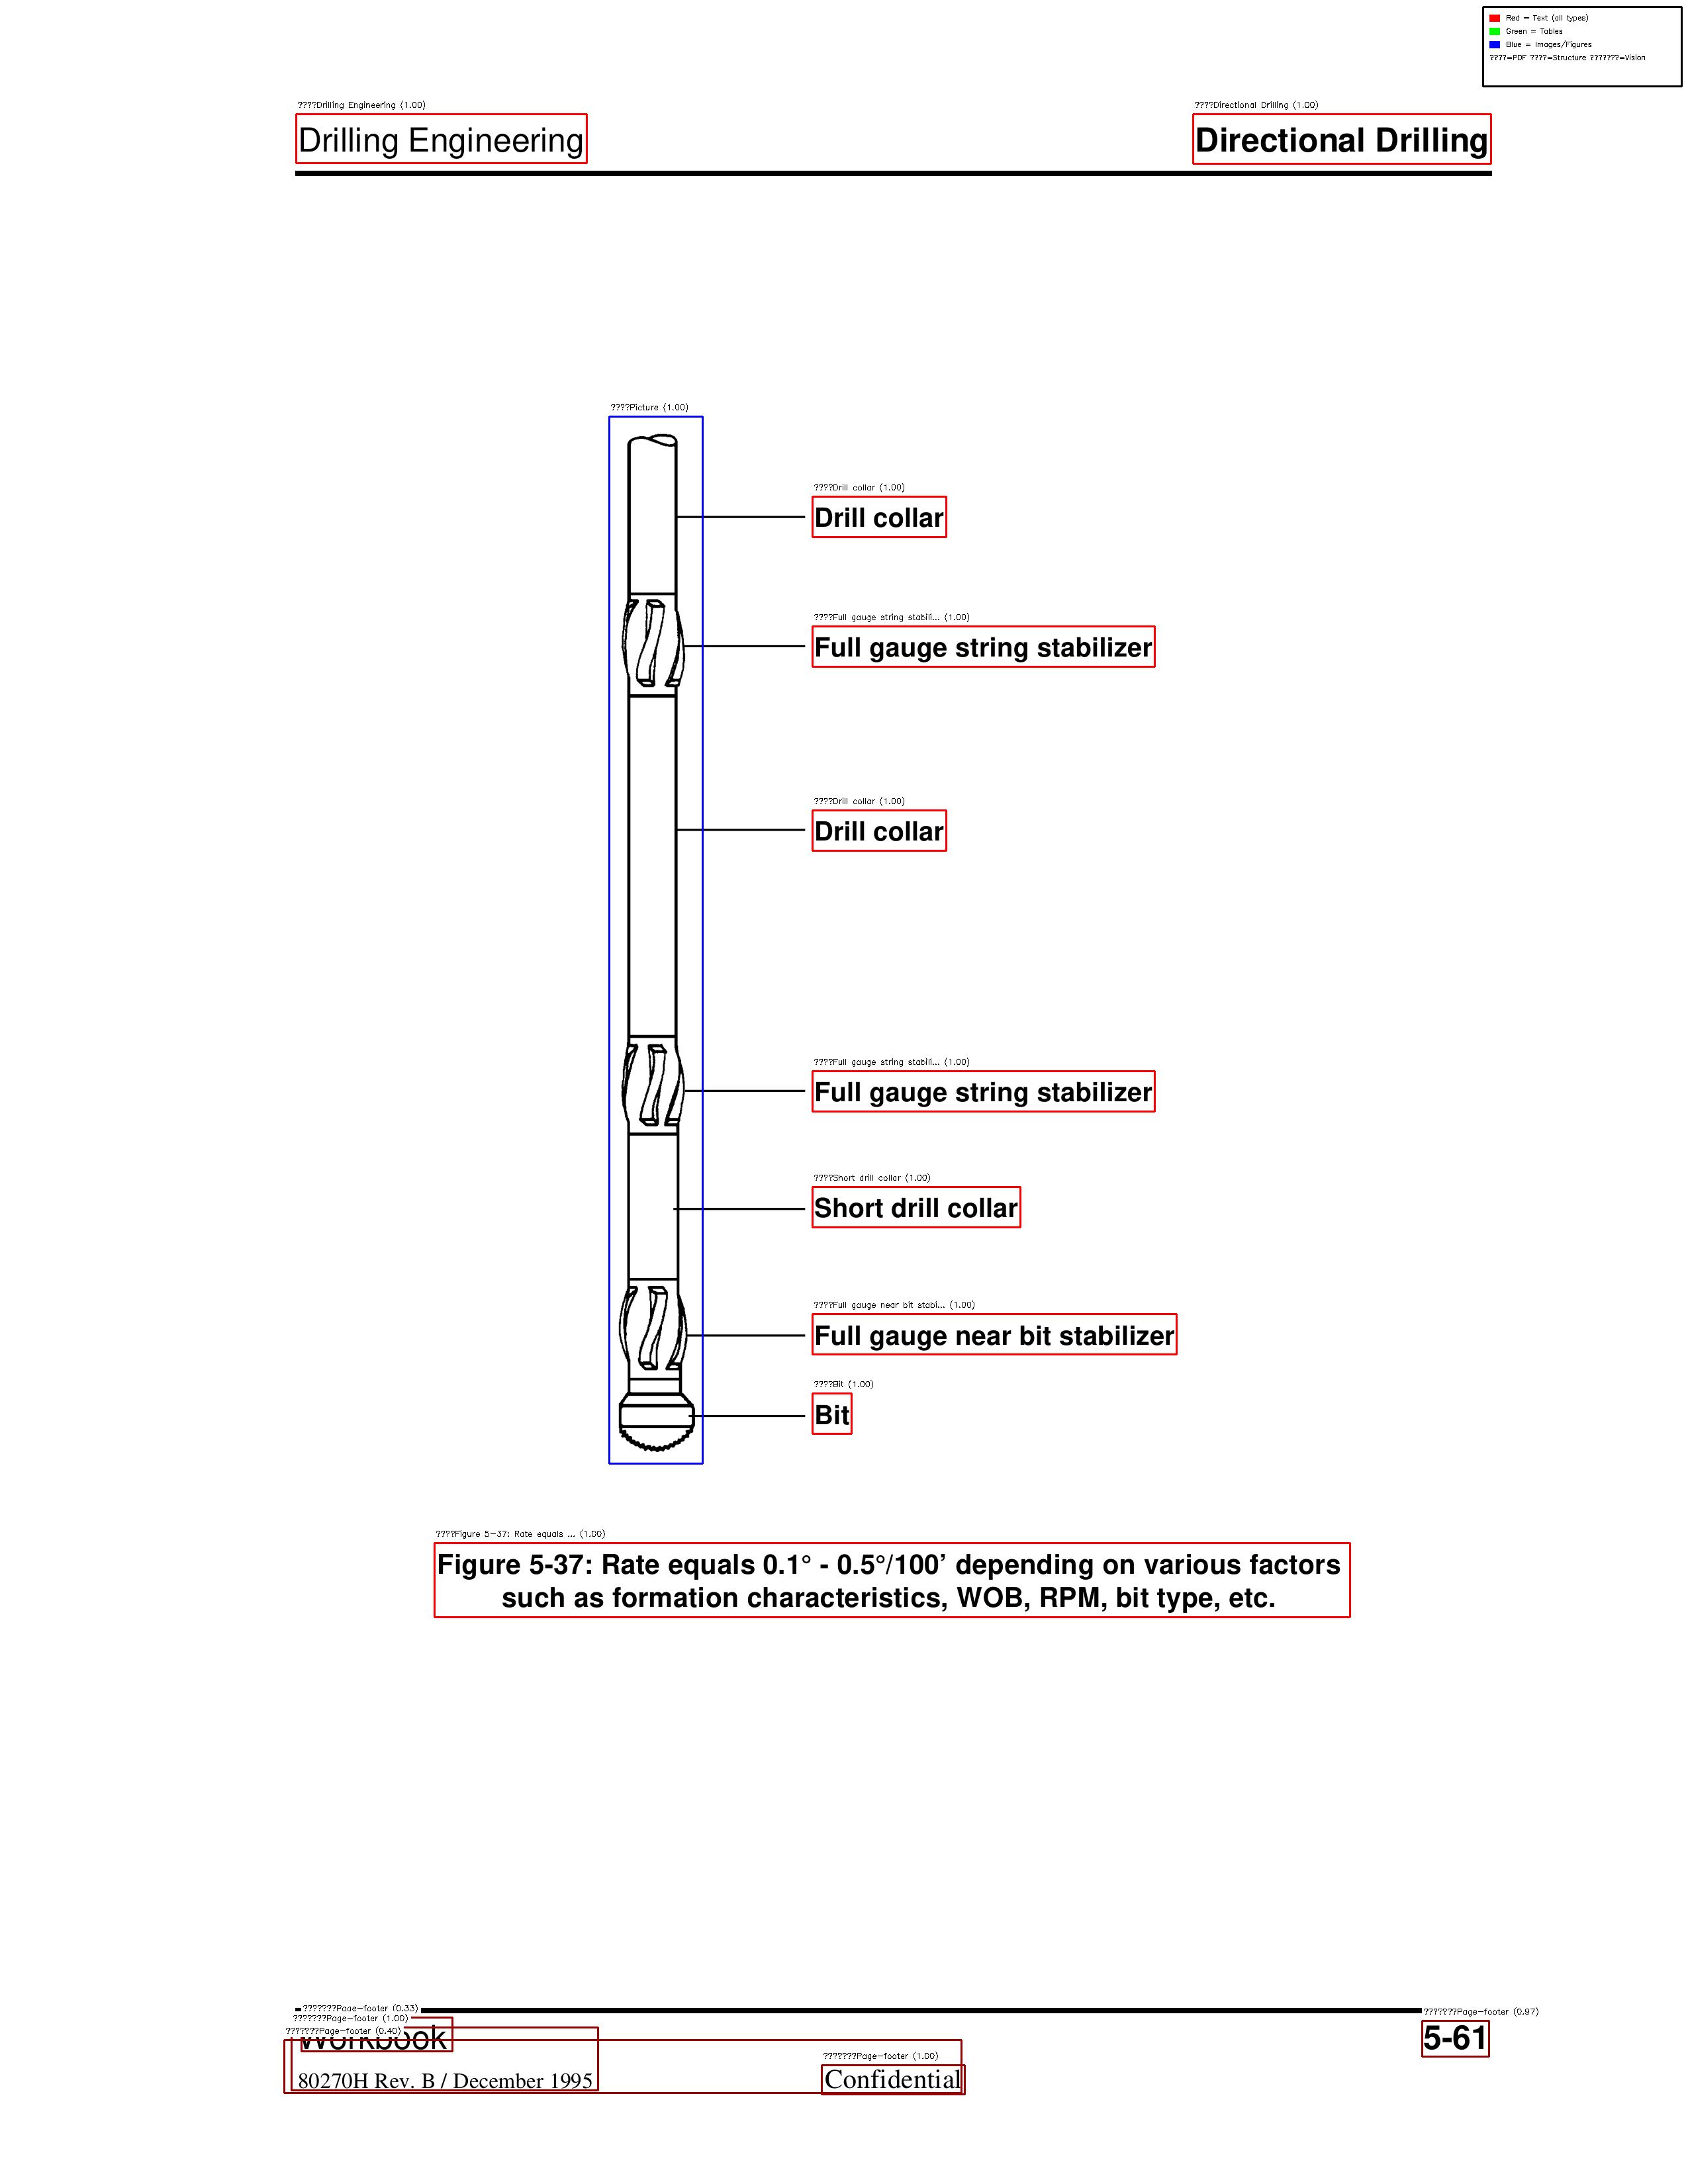 Red = Text (all types)
Green = Tables
Blue = Images/Figures
????=PDF ????=Structure ???????=Vision
????Drilling Engineering (1.00)
Drilling Engineering
????Directional Drilling (1.00)
Directional Drilling
????Picture (1.00)
????Drill collar (1.00)
Drill collar
????Full gauge string stabili... (1.00)
Full gauge string stabilizer
????Drill collar (1.00)
Drill collar
????Full gauge string stabili... (1.00)
Full gauge string stabilizer
????Short drill collar (1.00)
Short drill collar
????Full gauge near bit stabi... (1.00)
Full gauge near bit stabilizer
????Bit (1.00)
Bit
????Figure 5-37: Rate equals ... (1.00)
Figure 5-37: Rate equals 0.1° - 0.5°/100’ depending on various factors
such as formation characteristics, WOB, RPM, bit type, etc.
???????Page-footer (0.33)
???????Page-footer (1.00)
???????Page-footer (0.40)
Workbook
???????Page-footer (0.97)
5-61
80270H Rev. B / December 1995
???????Page-footer (1.00)
Confidential